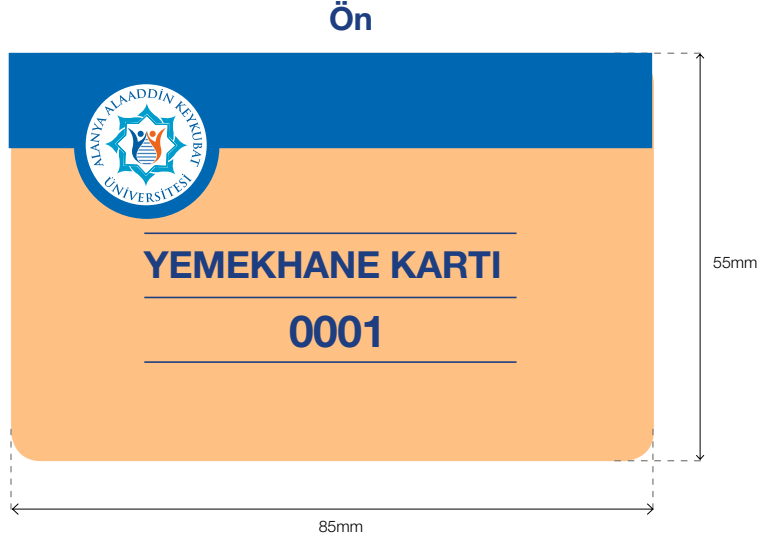 Ön
ALANYA ALAADDİN KEYKUBAT
ÜNİVERSİTESİ
YEMEKHANE KARTI
0001
55mm
85mm